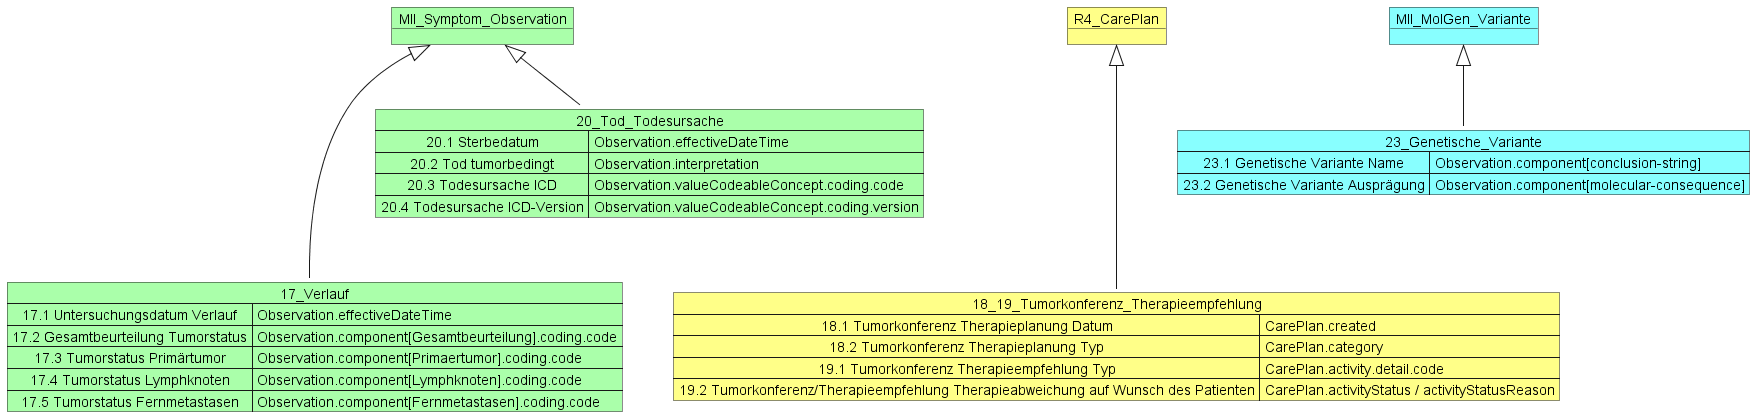 MII_Symptom_Observation
R4_CarePlan
MII_MolGen_Variante
20_Tod_Todesursache
20.1 Sterbedatum Observation.effectiveDateTime
20.2 Tod tumorbedingt Observation.interpretation
20.3 Todesursache ICD Observation.valueCodeableConcept.coding.code
20.4 Todesursache ICD-Version Observation.valueCodeableConcept.coding.version
23_Genetische_Variante
23.1 Genetische Variante Name Observation.component[conclusion-string]
23.2 Genetische Variante Ausprägung Observation.component[molecular-consequence]
17_Verlauf
17.1 Untersuchungsdatum Verlauf Observation.effectiveDateTime
17.2 Gesamtbeurteilung Tumorstatus Observation.component[Gesamtbeurteilung].coding.code
17.3 Tumorstatus Primärtumor Observation.component[Primaertumor].coding.code
17.4 Tumorstatus Lymphknoten Observation.component[Lymphknoten].coding.code
17.5 Tumorstatus Fernmetastasen Observation.component[Fernmetastasen].coding.code
18_19_Tumorkonferenz_Therapieempfehlung
18.1 Tumorkonferenz Therapieplanung Datum CarePlan.created
18.2 Tumorkonferenz Therapieplanung Typ CarePlan.category
19.1 Tumorkonferenz Therapieempfehlung Typ CarePlan.activity.detail.code
19.2 Tumorkonferenz/Therapieempfehlung Therapieabweichung auf Wunsch des Patienten CarePlan.activityStatus / activityStatusReason